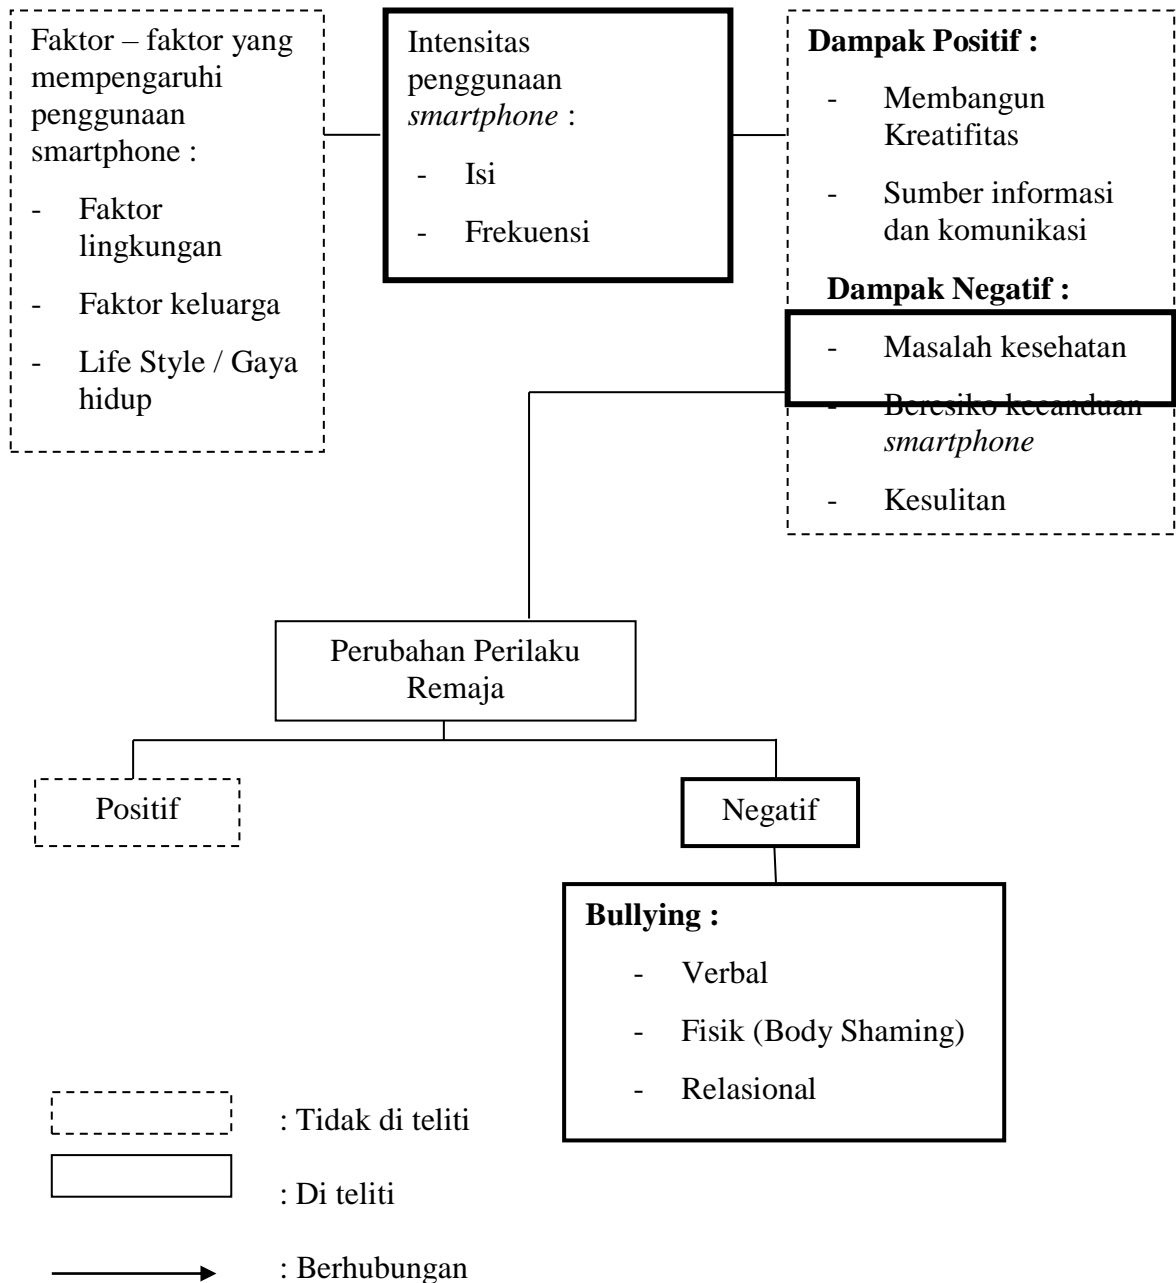 Faktor – faktor yang
mempengaruhi
penggunaan
smartphone :
- Faktor
lingkungan
- Faktor keluarga
- Life Style / Gaya
hidup
Intensitas
penggunaan
smartphone :
- Isi
- Frekuensi
Dampak Positif :
- Membangun
Kreatifitas
- Sumber informasi
dan komunikasi
Dampak Negatif :
- Masalah kesehatan
- Beresiko kecanduan
smartphone
- Kesulitan
Perubahan Perilaku
Remaja
Positif
Negatif
Bullying :
- Verbal
- Fisik (Body Shaming)
- Relasional
: Tidak di teliti
: Di teliti
: Berhubungan